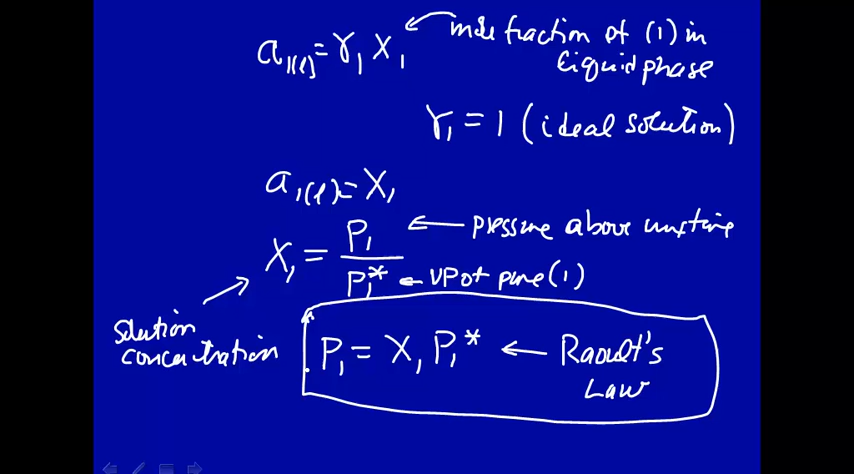 a₁₍ₗ₎ = γ₁ X₁ ← mole fraction of (1) in
liquid phase
γ₁ = 1 (ideal solution)
a₁₍ₗ₎ = X₁
X₁ = P₁ / P₁* ← pressure above mixture
← VP of pure (1)
solution
concentration
P₁ = X₁ P₁* ← Raoult's
Law